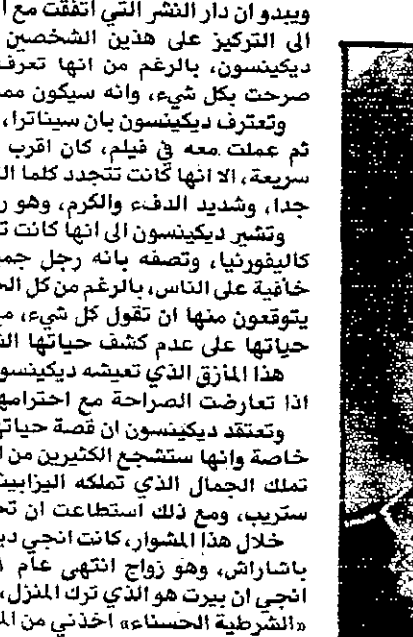 ويبدو ان دار النشر التي اتفقت مع ا
الى التركيز على هذين الشخصين
ديكينسون، بالرغم من انها تعرف
صرحت بكل شيء، وانه سيكون مم
وتعترف ديكينسون بان سيناترا،
ثم عملت معه في فيلم، كان اقرب
سريعة، الا انها كانت تتجدد كلما ال
جدا، وشديد الدفء والكرم، وهو ر
وتشير ديكينسون الى انها كانت ت
كاليفورنيا، وتصفه بانه رجل جمي
خافية على الناس، بالرغم من كل الح
يتوقعون منها ان تقول كل شيء، م
حياتها على عدم كشف حياتها الش
هذا المأزق الذي تعيشه ديكينسو
اذا تعارضت الصراحة مع احترامه
وتعتقد ديكينسون ان قصة حياته
خاصة وانها ستشجع الكثيرين من ا
تملك الجمال الذي تملكه اليزابيث
ستريب، ومع ذلك استطاعت ان تح
خلال هذا المشوار، كانت انجي دي
باشاراش، وهو زواج انتهى عام
انجي ان بيرت هو الذي ترك المنزل،
«الشرطية الحسناء» اخذني من الم